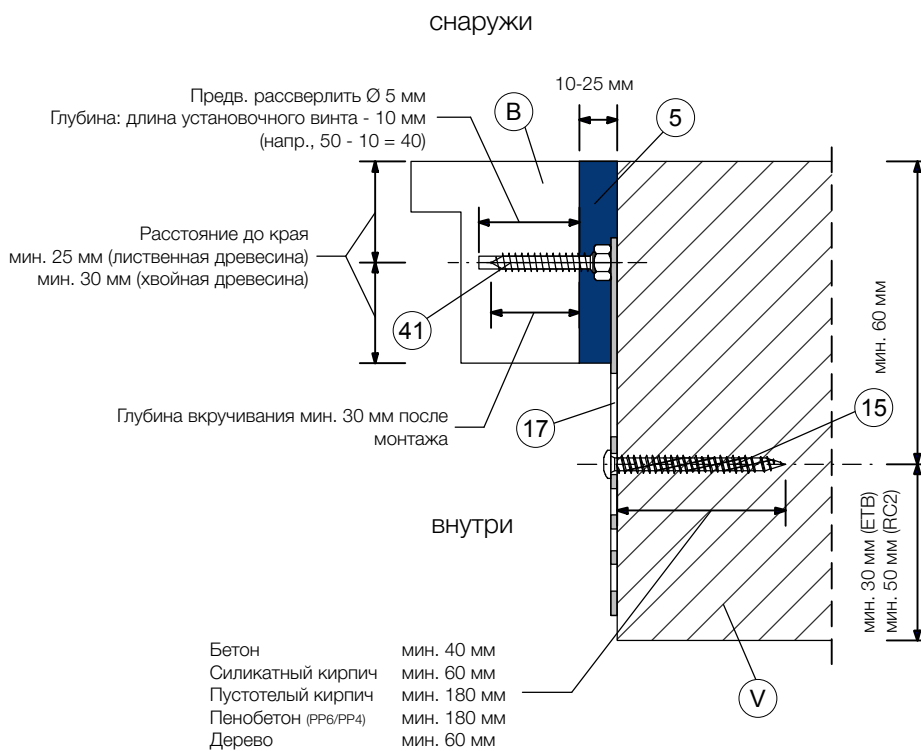 снаружи
Предв. рассверлить Ø 5 мм
Глубина: длина установочного винта - 10 мм
(напр., 50 - 10 = 40)
10-25 мм
B
5
Расстояние до края
мин. 25 мм (лиственная древесина)
мин. 30 мм (хвойная древесина)
41
Глубина вкручивания мин. 30 мм после
монтажа
17
15
мин. 60 мм
внутри
мин. 30 мм (ETB)
мин. 50 мм (RC2)
Бетон мин. 40 мм
Силикатный кирпич мин. 60 мм
Пустотелый кирпич мин. 180 мм
Пенобетон (PP6/PP4) мин. 180 мм
Дерево мин. 60 мм
V